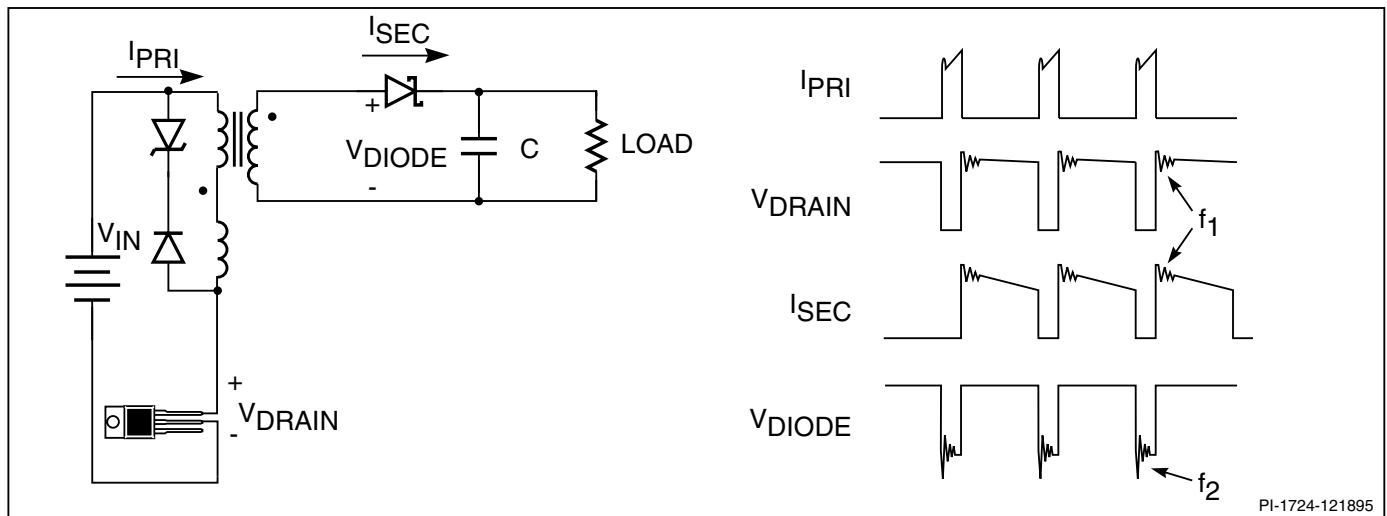 IPRI
ISEC
+
VDIODE
-
C
LOAD
VIN
+
VDRAIN
-
IPRI
VDRAIN
f1
ISEC
VDIODE
f2
PI-1724-121895